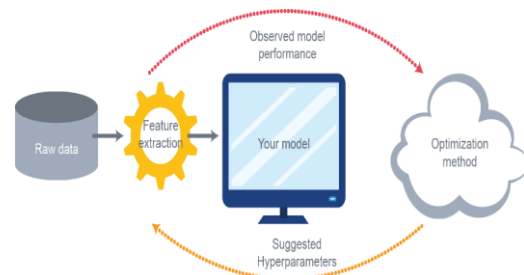 Observed model
performance
Raw data
Feature
extraction
Your model
Optimization
method
Suggested
Hyperparameters